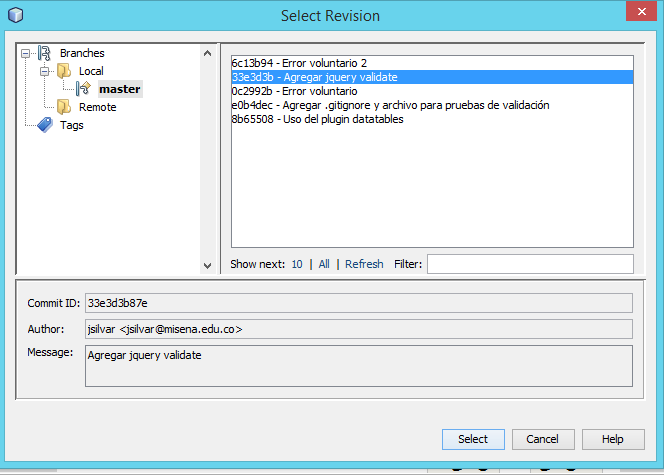 Select Revision
Branches
Local
master
Remote
Tags
6c13b94 - Error voluntario 2
33e3d3b - Agregar jquery validate
0c2992b - Error voluntario
e0b4dec - Agregar .gitignore y archivo para pruebas de validación
8b65508 - Uso del plugin datatables
Show next: 10 | All | Refresh Filter:
Commit ID: 33e3d3b87e
Author: jsilvar <jsilvar@misena.edu.co>
Message: Agregar jquery validate
Select Cancel Help